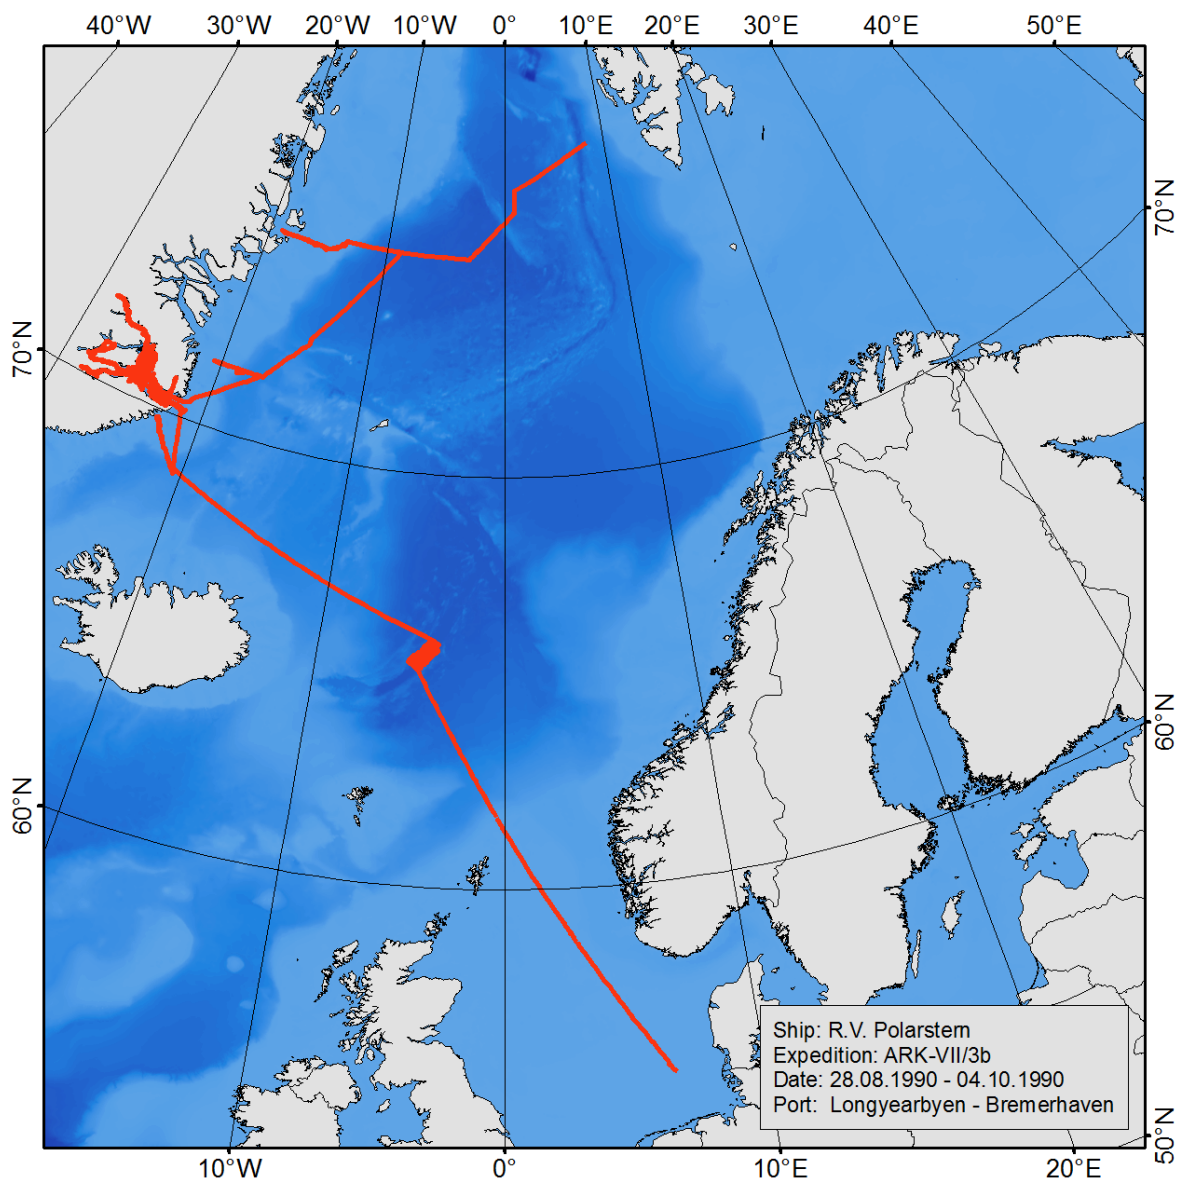 40°W 30°W 20°W 10°W 0° 10°E 20°E 30°E 40°E 50°E
70°N
70°N
60°N
60°N
Ship: R.V. Polarstern
Expedition: ARK-VII/3b
Date: 28.08.1990 - 04.10.1990
Port: Longyearbyen - Bremerhaven
50°N
10°W 0° 10°E 20°E